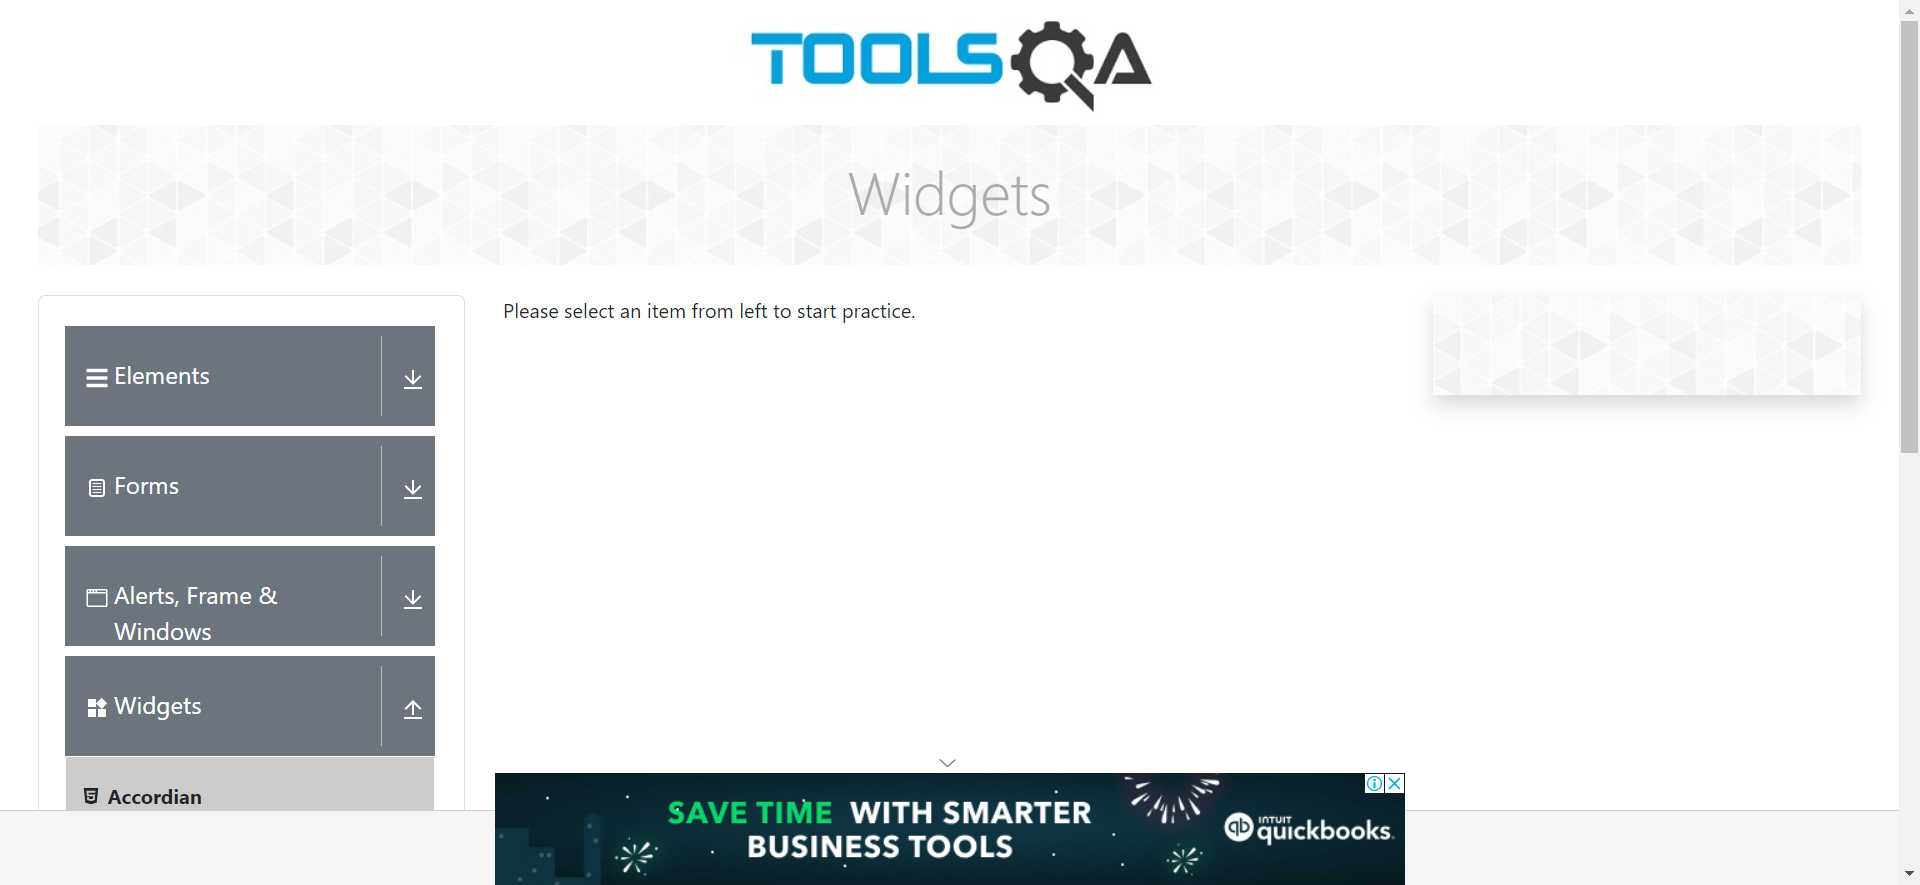 TOOLSQA
Widgets
Please select an item from left to start practice.
Elements
Forms
Alerts, Frame &
Windows
Widgets
Accordian
SAVE TIME WITH SMARTER
BUSINESS TOOLS
INTUIT
quickbooks.